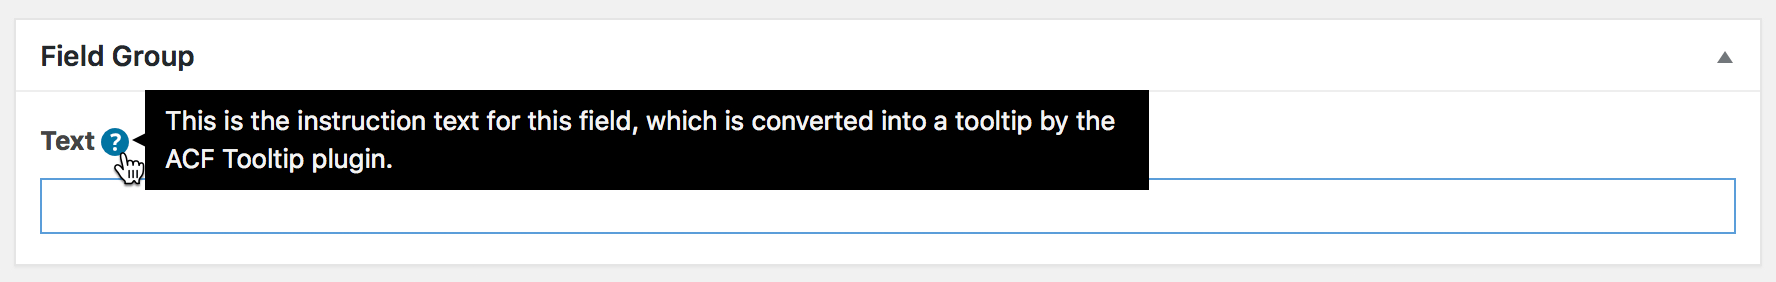 Field Group
Text ?
This is the instruction text for this field, which is converted into a tooltip by the
ACF Tooltip plugin.